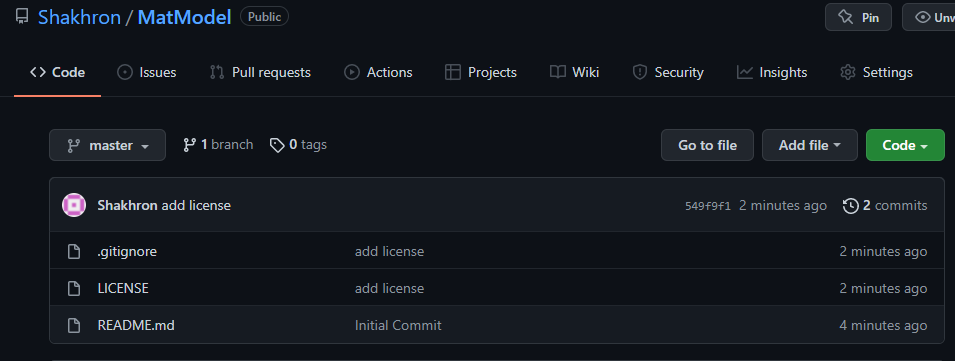 Shakhron / MatModel Public Pin
Code Issues Pull requests Actions Projects Wiki Security Insights Settings
master 1 branch 0 tags Go to file Add file Code
Shakhron add license 549f9f1 2 minutes ago 2 commits
.gitignore add license 2 minutes ago
LICENSE add license 2 minutes ago
README.md Initial Commit 4 minutes ago